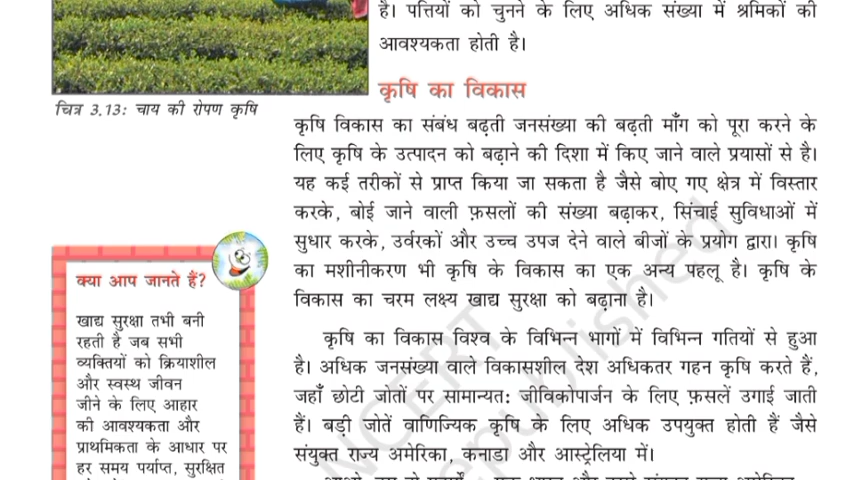 है। पत्तियों को चुनने के लिए अधिक संख्या में श्रमिकों की
आवश्यकता होती है।
चित्र 3.13: चाय की रोपण कृषि
कृषि का विकास
कृषि विकास का संबंध बढ़ती जनसंख्या की बढ़ती माँग को पूरा करने के
लिए कृषि के उत्पादन को बढ़ाने की दिशा में किए जाने वाले प्रयासों से है।
यह कई तरीकों से प्राप्त किया जा सकता है जैसे बोए गए क्षेत्र में विस्तार
करके, बोई जाने वाली फ़सलों की संख्या बढ़ाकर, सिंचाई सुविधाओं में
सुधार करके, उर्वरकों और उच्च उपज देने वाले बीजों के प्रयोग द्वारा। कृषि
का मशीनीकरण भी कृषि के विकास का एक अन्य पहलू है। कृषि के
विकास का चरम लक्ष्य खाद्य सुरक्षा को बढ़ाना है।
कृषि का विकास विश्व के विभिन्न भागों में विभिन्न गतियों से हुआ
है। अधिक जनसंख्या वाले विकासशील देश अधिकतर गहन कृषि करते हैं,
जहाँ छोटी जोतों पर सामान्यत: जीविकोपार्जन के लिए फ़सलें उगाई जाती
हैं। बड़ी जोतें वाणिज्यिक कृषि के लिए अधिक उपयुक्त होती हैं जैसे
संयुक्त राज्य अमेरिका, कनाडा और आस्ट्रेलिया में।
क्या आप जानते हैं?
खाद्य सुरक्षा तभी बनी
रहती है जब सभी
व्यक्तियों को क्रियाशील
और स्वस्थ जीवन
जीने के लिए आहार
की आवश्यकता और
प्राथमिकता के आधार पर
हर समय पर्याप्त, सुरक्षित
NCERT
republished